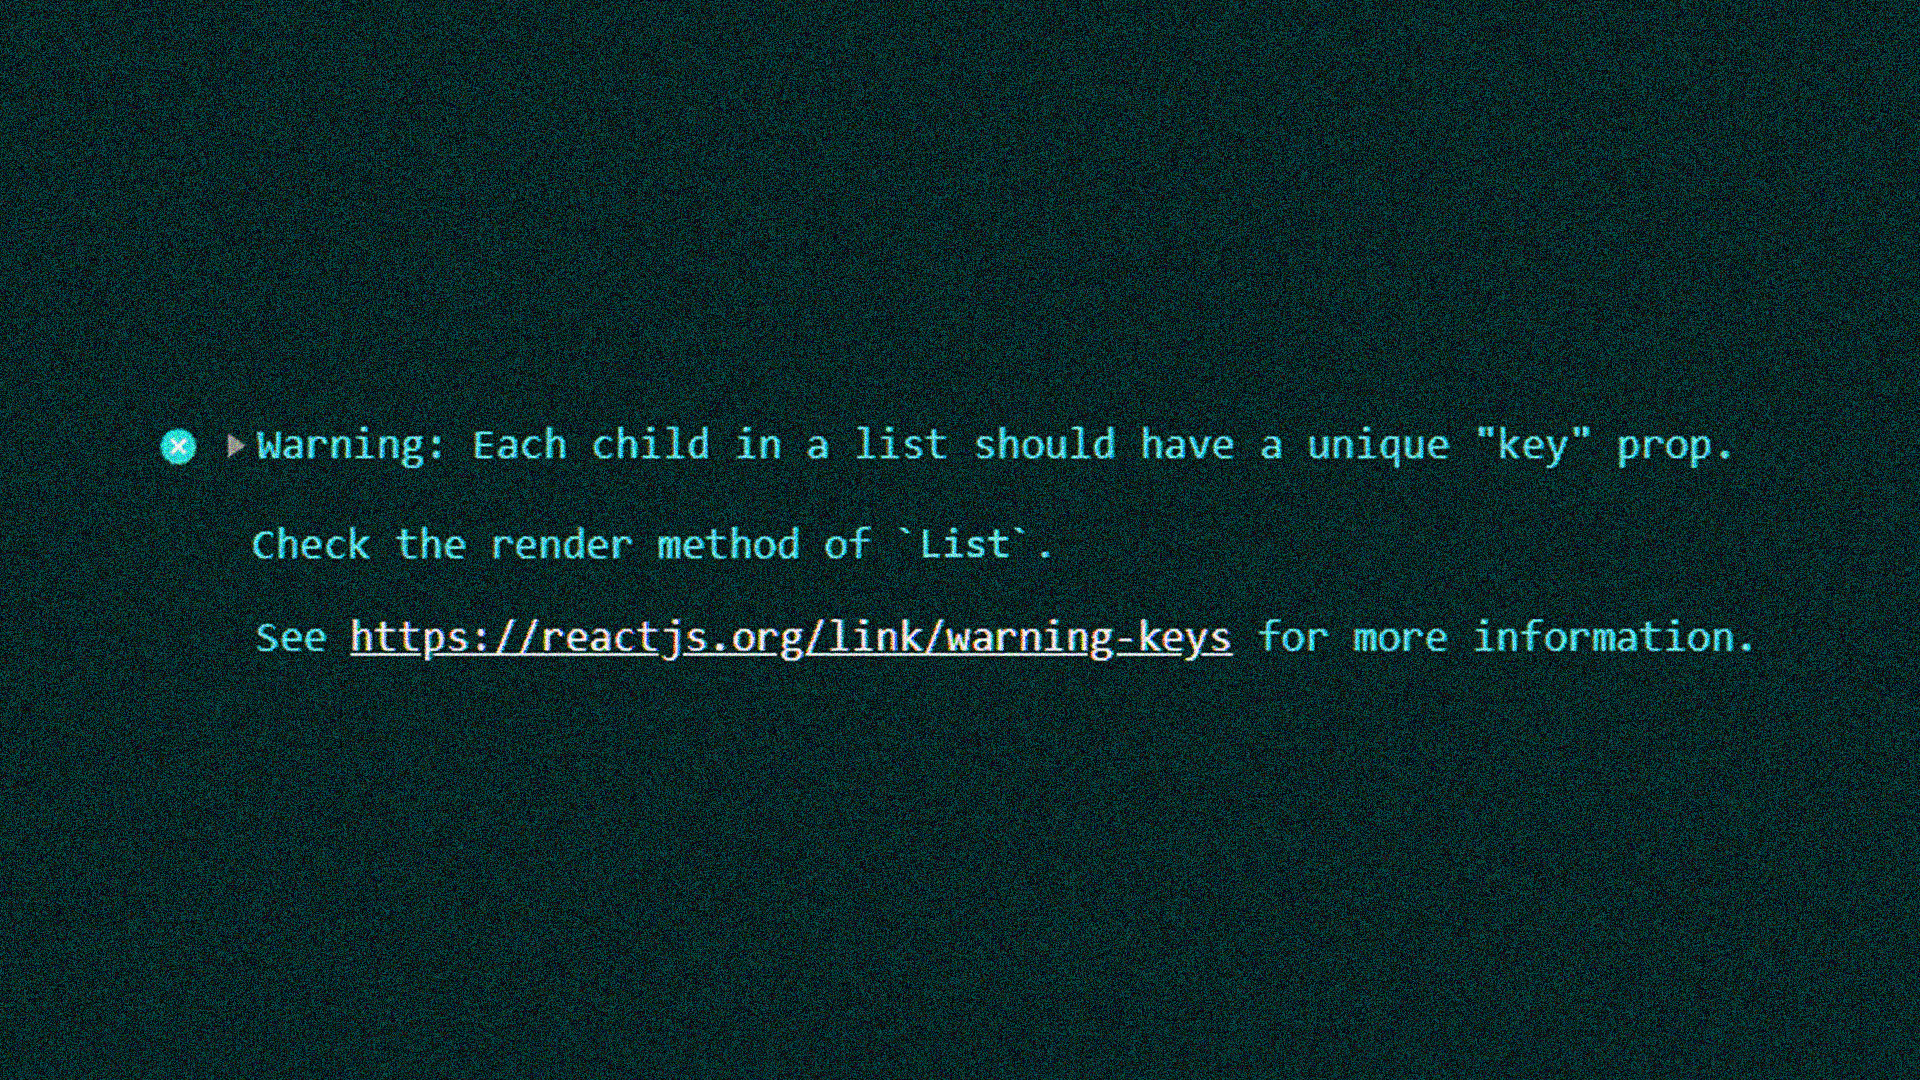 Warning: Each child in a list should have a unique "key" prop.
Check the render method of `List`.
See https://reactjs.org/link/warning-keys for more information.